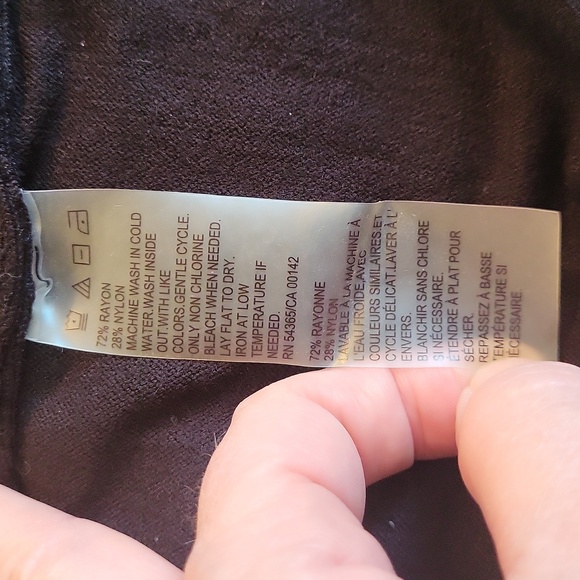 72% RAYON
28% NYLON
MACHINE WASH IN COLD
WATER.WASH INSIDE
OUT.WITH LIKE
COLORS.GENTLE CYCLE.
ONLY NON CHLORINE
BLEACH WHEN NEEDED.
LAY FLAT TO DRY.
IRON AT LOW
TEMPERATURE IF
NEEDED.
RN 54365/CA 00142
72% RAYONNE
28% NYLON
LAVABLE À LA MACHINE À
L'EAU FROIDE.AVEC
COULEURS SIMILAIRES.ET
CYCLE DÉLICAT.LAVER À L'
ENVERS.
BLANCHIR SANS CHLORE
SI NÉCESSAIRE.
ÉTENDRE À PLAT POUR
SÉCHER.
REPASSEZ À BASSE
TEMPÉRATURE SI
NÉCESSAIRE